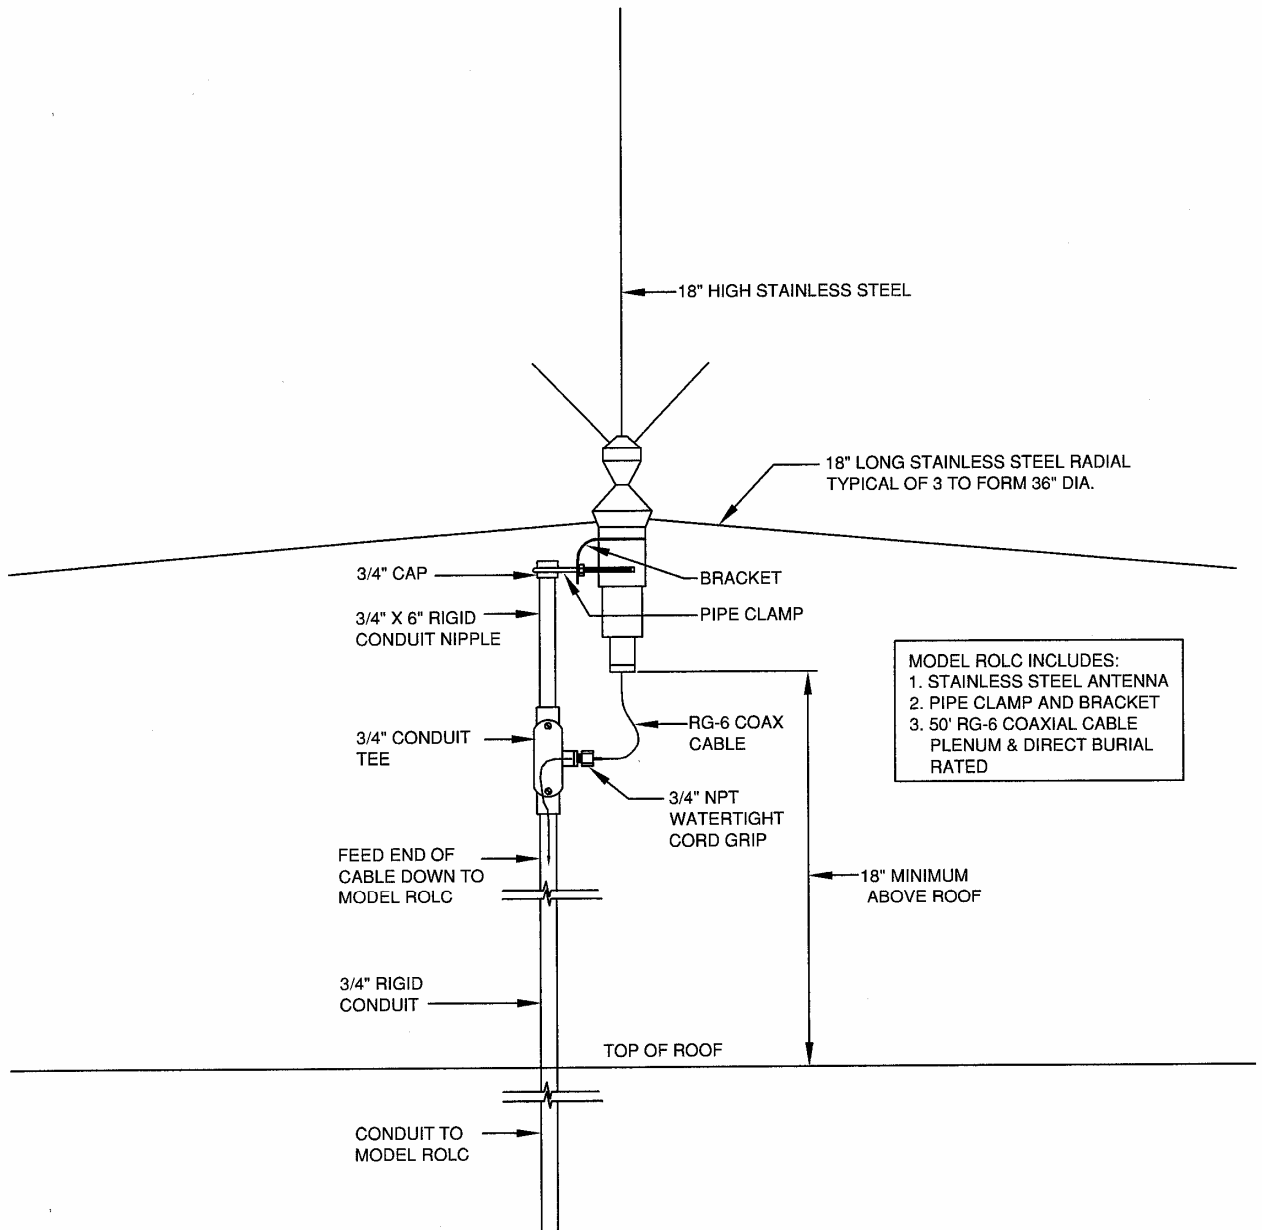 18" HIGH STAINLESS STEEL
18" LONG STAINLESS STEEL RADIAL
TYPICAL OF 3 TO FORM 36" DIA.
3/4" CAP
BRACKET
3/4" X 6" RIGID
CONDUIT NIPPLE
PIPE CLAMP
MODEL ROLC INCLUDES:
1. STAINLESS STEEL ANTENNA
2. PIPE CLAMP AND BRACKET
3. 50' RG-6 COAXIAL CABLE
PLENUM & DIRECT BURIAL
RATED
RG-6 COAX
CABLE
3/4" CONDUIT
TEE
3/4" NPT
WATERTIGHT
CORD GRIP
FEED END OF
CABLE DOWN TO
MODEL ROLC
18" MINIMUM
ABOVE ROOF
3/4" RIGID
CONDUIT
TOP OF ROOF
CONDUIT TO
MODEL ROLC